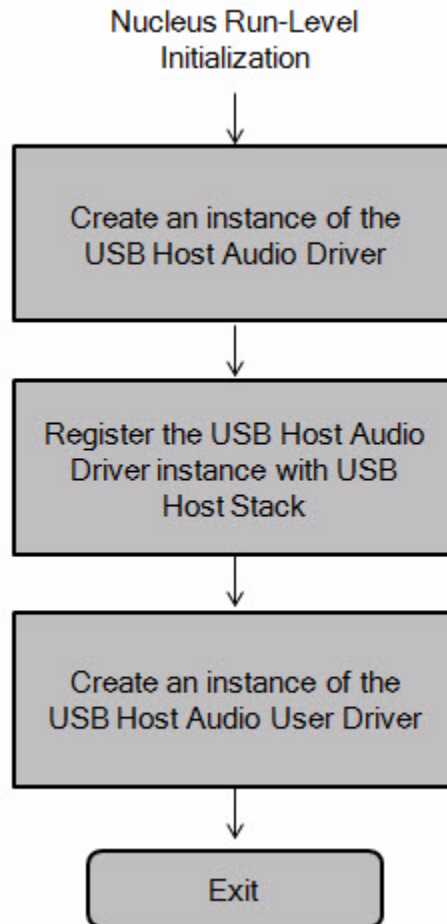 Nucleus Run-Level
Initialization
Create an instance of the
USB Host Audio Driver
Register the USB Host Audio
Driver instance with USB
Host Stack
Create an instance of the
USB Host Audio User Driver
Exit